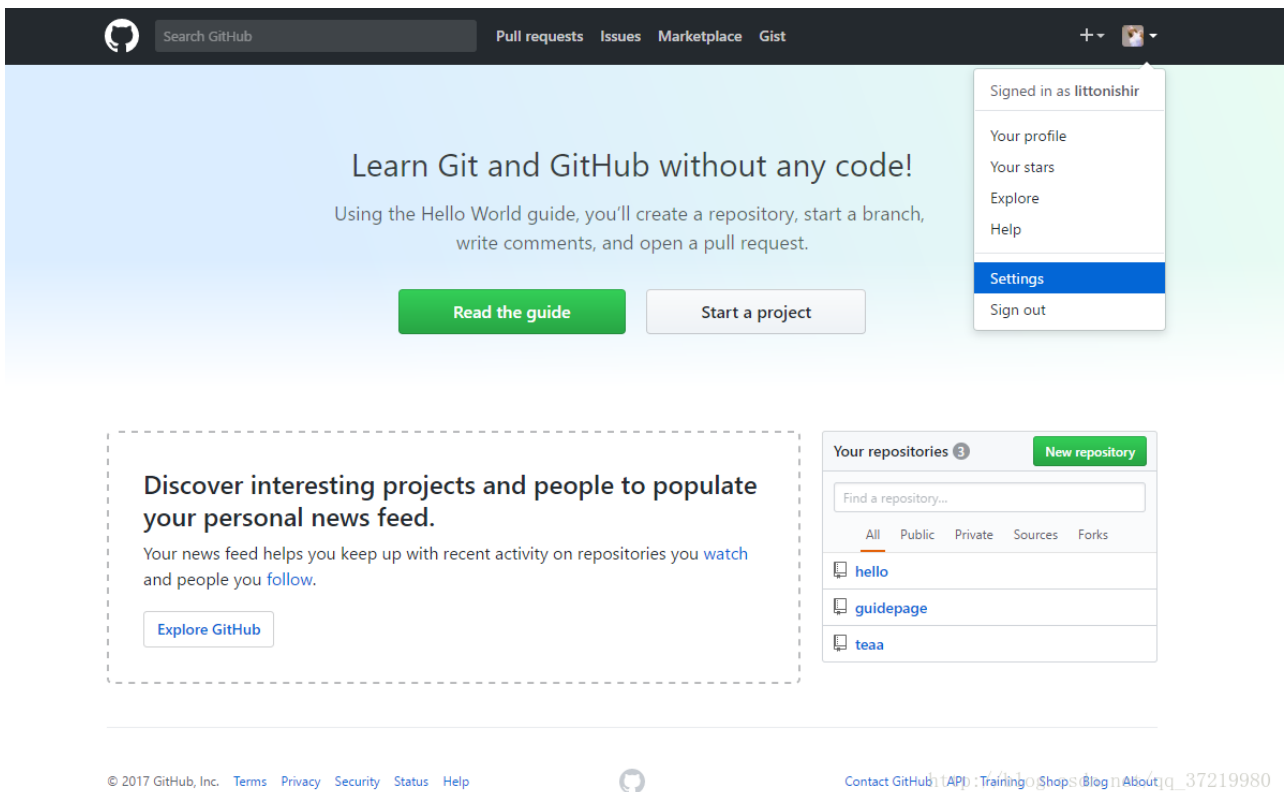 Search GitHub
Pull requests Issues Marketplace Gist
Signed in as littonishir
Your profile
Your stars
Explore
Help
Settings
Sign out
Learn Git and GitHub without any code!
Using the Hello World guide, you’ll create a repository, start a branch,
write comments, and open a pull request.
Read the guide
Start a project
Discover interesting projects and people to populate
your personal news feed.
Your news feed helps you keep up with recent activity on repositories you watch
and people you follow.
Explore GitHub
Your repositories 3
New repository
Find a repository...
All Public Private Sources Forks
hello
guidepage
teaa
© 2017 GitHub, Inc. Terms Privacy Security Status Help
Contact GitHub API Training Shop Blog About
http://blog.csdn.net/qq_37219980